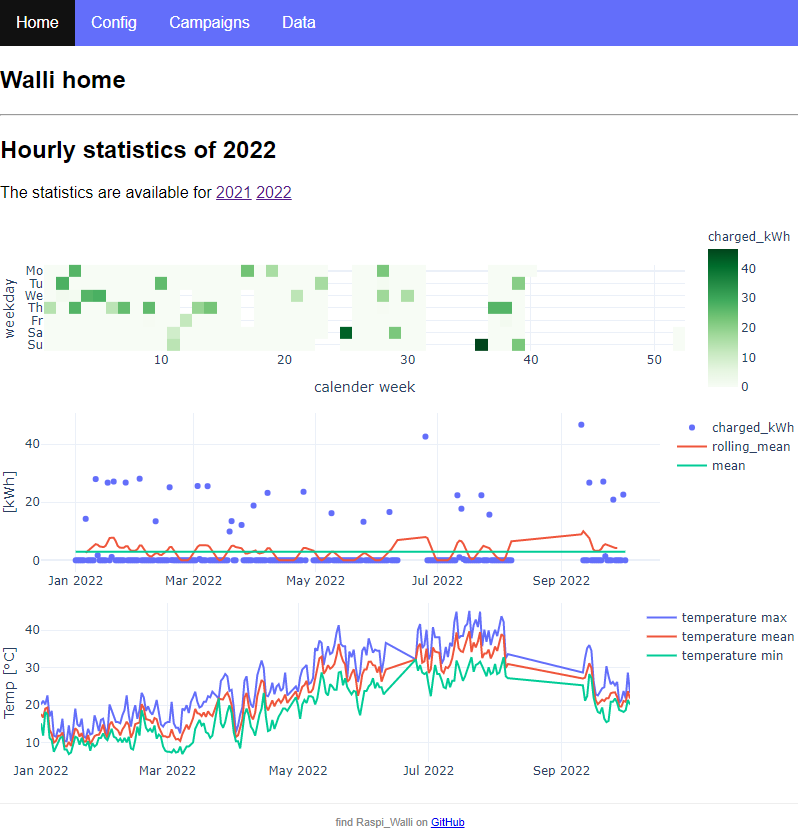 Home Config Campaigns Data
Walli home
Hourly statistics of 2022
The statistics are available for 2021 2022
charged_kWh
weekday
Mo
Tu
We
Th
Fr
Sa
Su
10 20 30 40 50
calender week
40
30
20
10
0
[kWh]
40
20
0
Jan 2022 Mar 2022 May 2022 Jul 2022 Sep 2022
charged_kWh
rolling_mean
mean
Temp [°C]
40
30
20
10
Jan 2022 Mar 2022 May 2022 Jul 2022 Sep 2022
temperature max
temperature mean
temperature min
find Raspi_Walli on GitHub